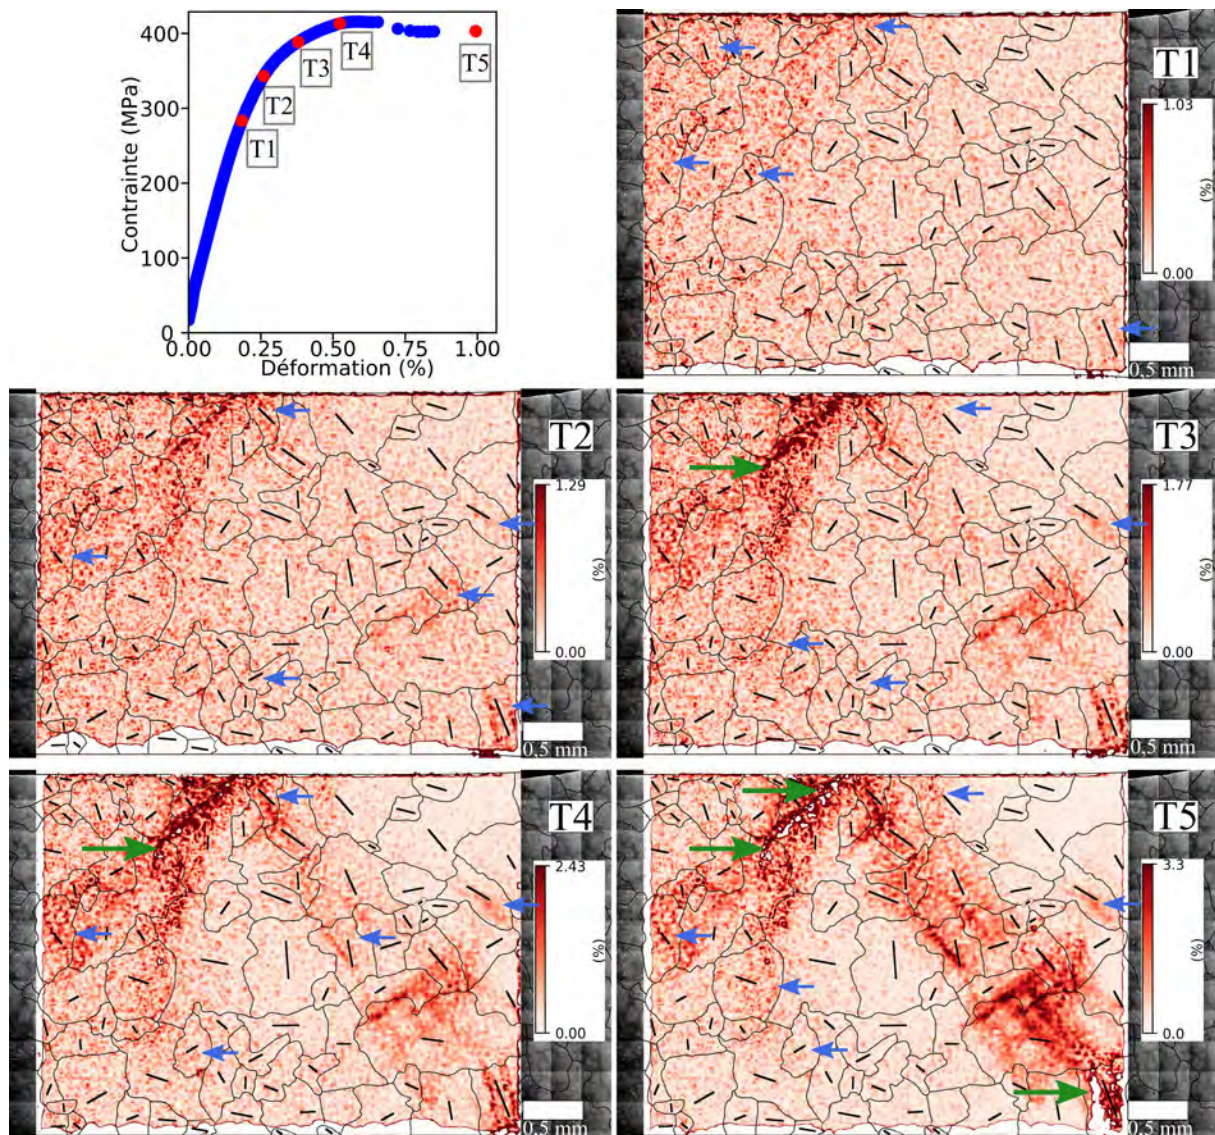 400
300
200
100
0
Contrainte (MPa)
0.00 0.25 0.50 0.75 1.00
Déformation (%)
T1
T2
T3
T4
T5
T1
1.03
(%)
0.00
0,5 mm
T2
1.29
(%)
0.00
0,5 mm
T3
1.77
(%)
0.00
0,5 mm
T4
2.43
(%)
0.00
0,5 mm
T5
3.3
(%)
0.0
0,5 mm